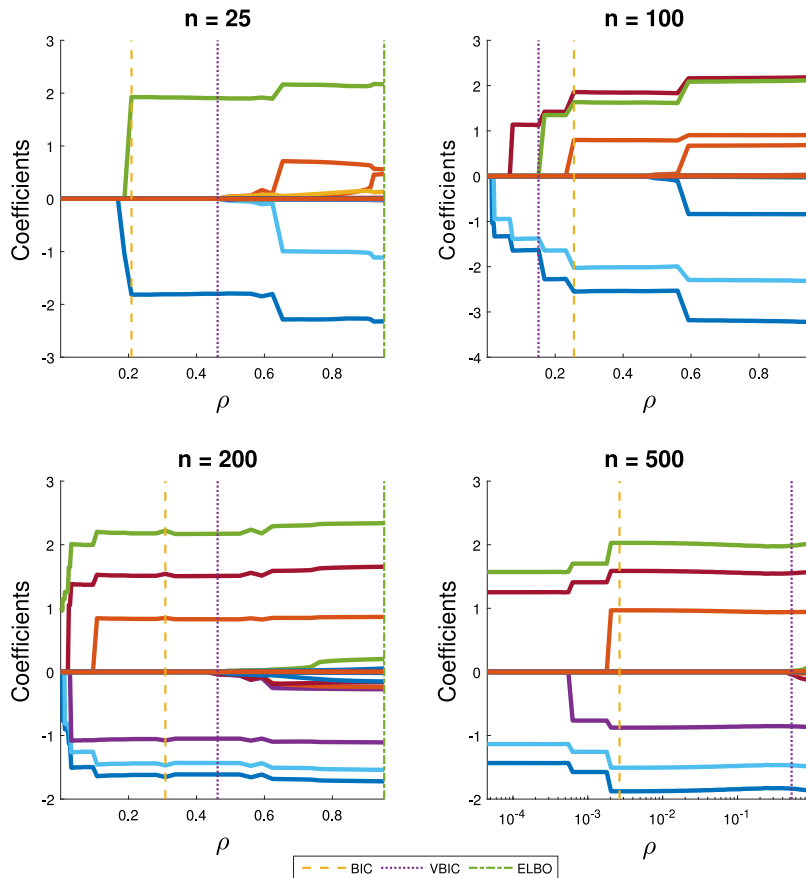 n = 25
3
2
1
0
-1
-2
-3
Coefficients
0.2 0.4 0.6 0.8
ρ
n = 100
3
2
1
0
-1
-2
-3
-4
Coefficients
0.2 0.4 0.6 0.8
ρ
n = 200
3
2
1
0
-1
-2
Coefficients
0.2 0.4 0.6 0.8
ρ
n = 500
3
2
1
0
-1
-2
Coefficients
10-4 10-3 10-2 10-1
ρ
BIC VBIC ELBO